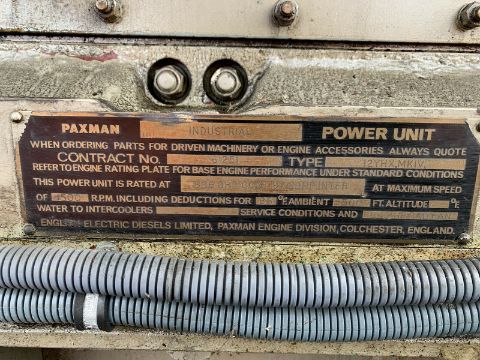 PAXMAN INDUSTRIAL POWER UNIT
WHEN ORDERING PARTS FOR DRIVEN MACHINERY OR ENGINE ACCESSORIES ALWAYS QUOTE
CONTRACT No. TYPE 12YHX.MKIV.
REFER TO ENGINE RATING PLATE FOR BASE ENGINE PERFORMANCE UNDER STANDARD CONDITIONS
THIS POWER UNIT IS RATED AT AT MAXIMUM SPEED
OF 1500 R.P.M. INCLUDING DEDUCTIONS FOR °F. AMBIENT FT. ALTITUDE °F.
WATER TO INTERCOOLERS SERVICE CONDITIONS AND
ENGLISH ELECTRIC DIESELS LIMITED, PAXMAN ENGINE DIVISION, COLCHESTER, ENGLAND.